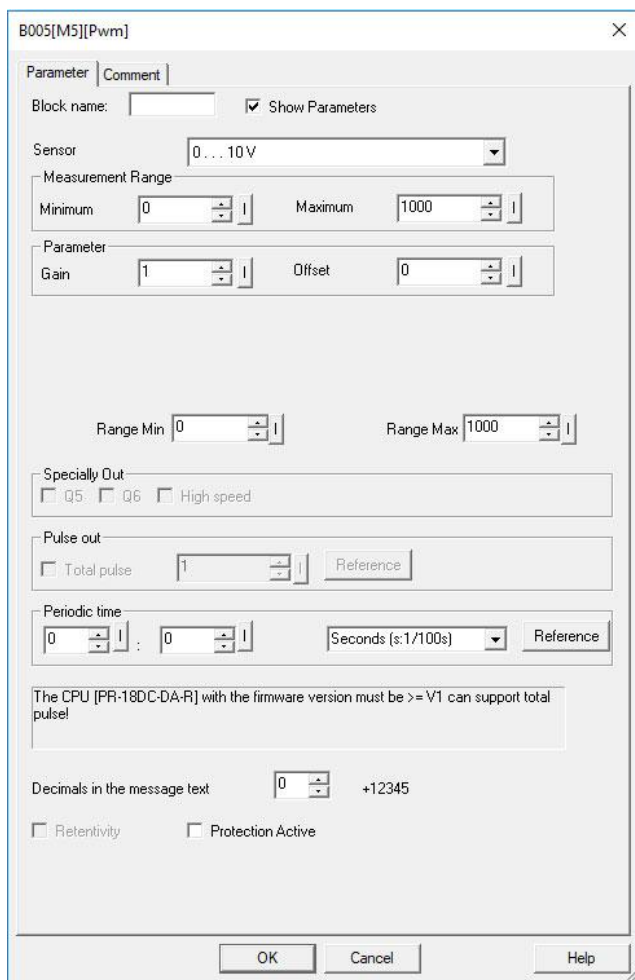 B005[M5][Pwm]
Parameter Comment
Block name: Show Parameters
Sensor 0 . . . 10 V
Measurement Range
Minimum 0 Maximum 1000
Parameter
Gain 1 Offset 0
Range Min 0 Range Max 1000
Specially Out
Q5 Q6 High speed
Pulse out
Total pulse 1 Reference
Periodic time
0 : 0 Seconds (s:1/100s) Reference
The CPU [PR-18DC-DA-R] with the firmware version must be >= V1 can support total
pulse!
Decimals in the message text 0 +12345
Retentivity Protection Active
OK Cancel Help